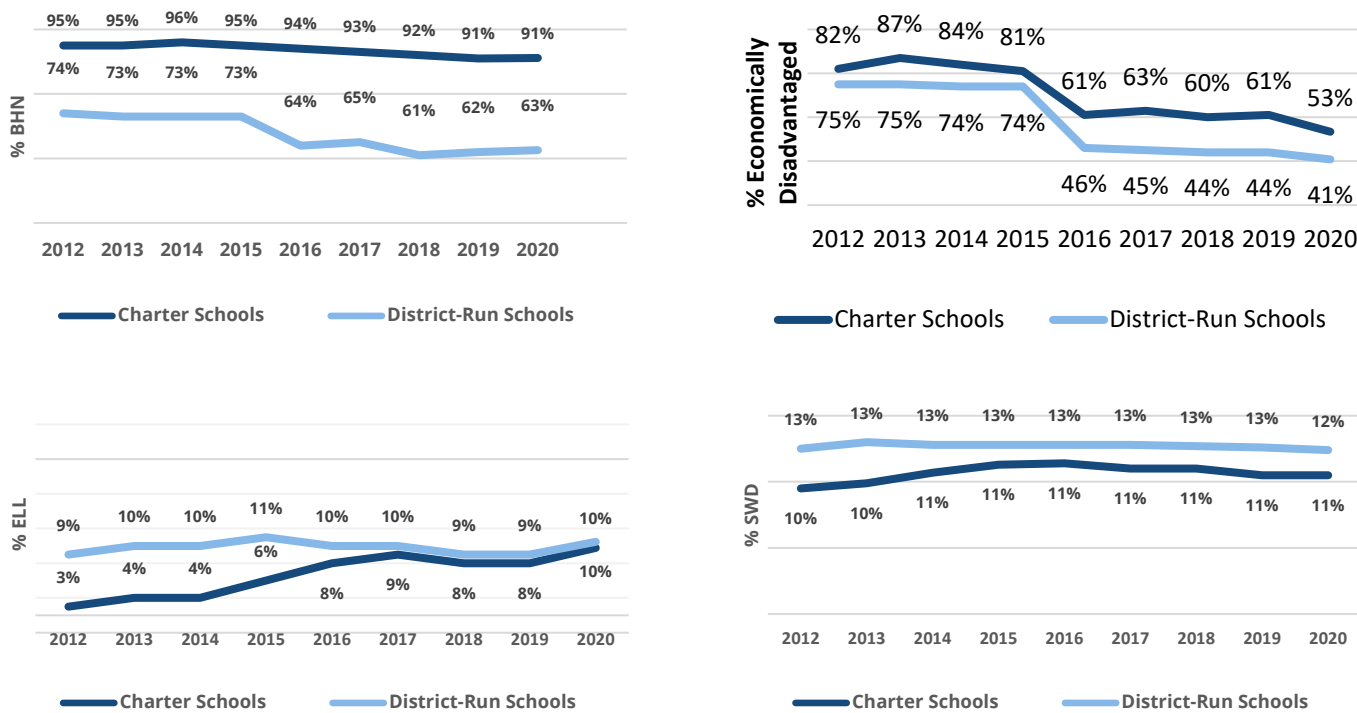 95% 95% 96% 95% 94% 93% 92% 91% 91%
74% 73% 73% 73% 64% 65% 61% 62% 63%
% BHN
2012 2013 2014 2015 2016 2017 2018 2019 2020
Charter Schools District-Run Schools
82% 87% 84% 81% 61% 63% 60% 61% 53%
75% 75% 74% 74% 46% 45% 44% 44% 41%
% Economically
Disadvantaged
2012 2013 2014 2015 2016 2017 2018 2019 2020
Charter Schools District-Run Schools
9% 10% 10% 11% 10% 10% 9% 9% 10%
3% 4% 4% 6% 8% 9% 8% 8% 10%
% ELL
2012 2013 2014 2015 2016 2017 2018 2019 2020
Charter Schools District-Run Schools
13% 13% 13% 13% 13% 13% 13% 13% 12%
10% 10% 11% 11% 11% 11% 11% 11% 11%
% SWD
2012 2013 2014 2015 2016 2017 2018 2019 2020
Charter Schools District-Run Schools